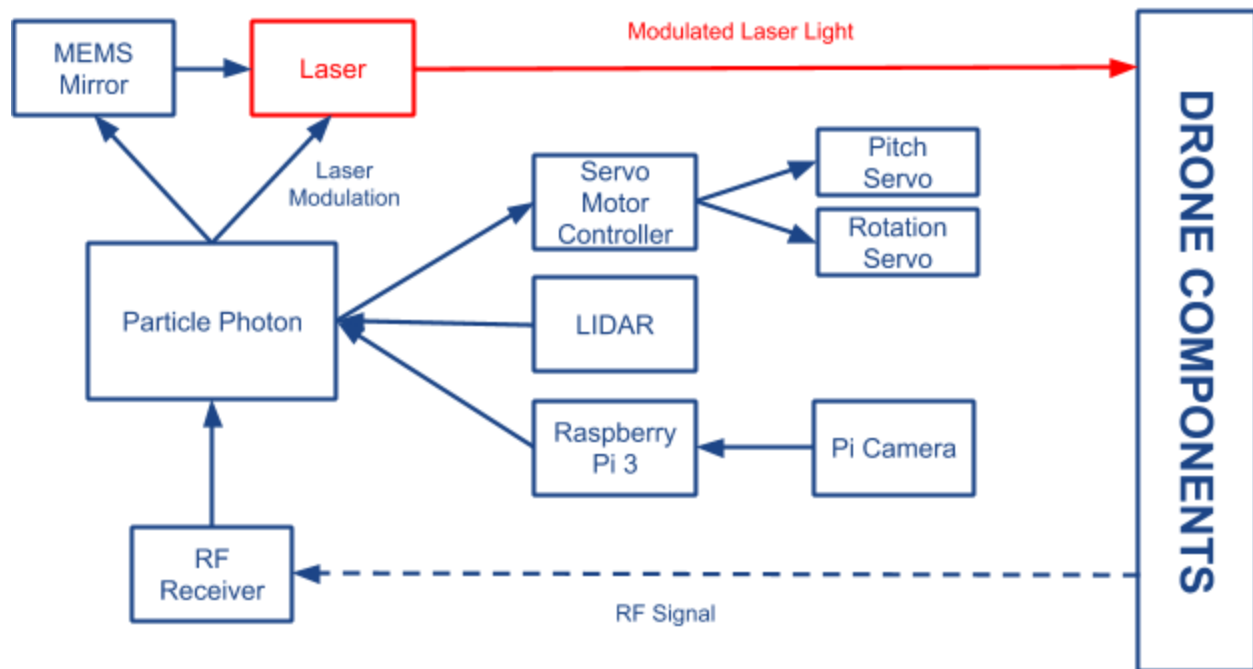 MEMS
Mirror
Laser
Modulated Laser Light
Laser
Modulation
Servo
Motor
Controller
Pitch
Servo
Rotation
Servo
Particle Photon
LIDAR
Raspberry
Pi 3
Pi Camera
RF
Receiver
RF Signal
DRONE COMPONENTS